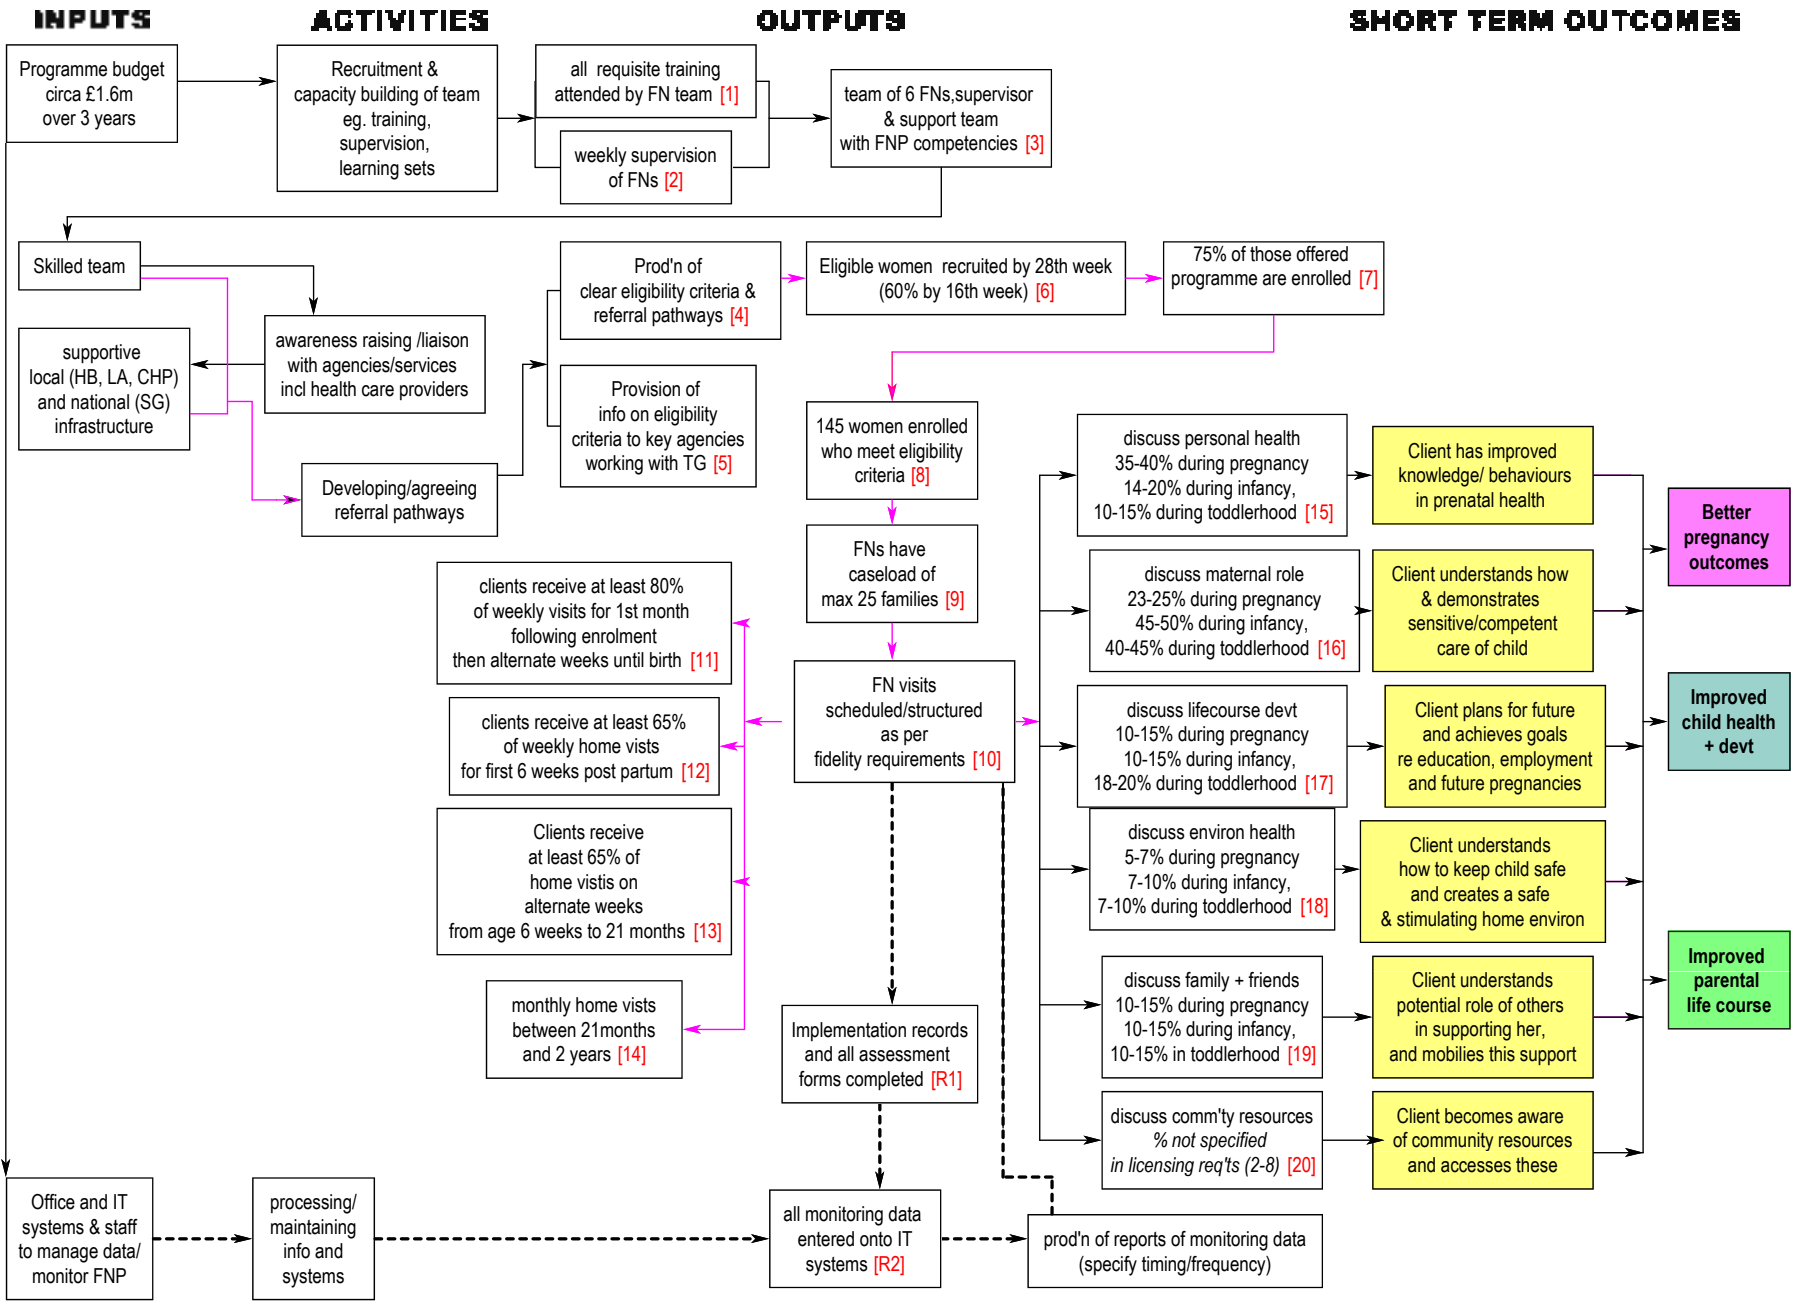 INPUTS
ACTIVITIES
OUTPUTS
SHORT TERM OUTCOMES
Programme budget
circa £1.6m
over 3 years
Recruitment &
capacity building of team
eg. training,
supervision,
learning sets
all requisite training
attended by FN team [1]
weekly supervision
of FNs [2]
team of 6 FNs,supervisor
& support team
with FNP competencies [3]
Skilled team
supportive
local (HB, LA, CHP)
and national (SG)
infrastructure
awareness raising /liaison
with agencies/services
incl health care providers
Developing/agreeing
referral pathways
Prod'n of
clear eligibility criteria &
referral pathways [4]
Provision of
info on eligibility
criteria to key agencies
working with TG [5]
Eligible women recruited by 28th week
(60% by 16th week) [6]
75% of those offered
programme are enrolled [7]
145 women enrolled
who meet eligibility
criteria [8]
FNs have
caseload of
max 25 families [9]
FN visits
scheduled/structured
as per
fidelity requirements [10]
clients receive at least 80%
of weekly visits for 1st month
following enrolment
then alternate weeks until birth [11]
clients receive at least 65%
of weekly home vists
for first 6 weeks post partum [12]
Clients receive
at least 65% of
home vistis on
alternate weeks
from age 6 weeks to 21 months [13]
monthly home vists
between 21months
and 2 years [14]
Implementation records
and all assessment
forms completed [R1]
discuss personal health
35-40% during pregnancy
14-20% during infancy,
10-15% during toddlerhood [15]
discuss maternal role
23-25% during pregnancy
45-50% during infancy,
40-45% during toddlerhood [16]
discuss lifecourse devt
10-15% during pregnancy
10-15% during infancy,
18-20% during toddlerhood [17]
discuss environ health
5-7% during pregnancy
7-10% during infancy,
7-10% during toddlerhood [18]
discuss family + friends
10-15% during pregnancy
10-15% during infancy,
10-15% in toddlerhood [19]
discuss comm'ty resources
% not specified
in licensing req'ts (2-8) [20]
Client has improved
knowledge/ behaviours
in prenatal health
Client understands how
& demonstrates
sensitive/competent
care of child
Client plans for future
and achieves goals
re education, employment
and future pregnancies
Client understands
how to keep child safe
and creates a safe
& stimulating home environ
Client understands
potential role of others
in supporting her,
and mobilies this support
Client becomes aware
of community resources
and accesses these
Better
pregnancy
outcomes
Improved
child health
+ devt
Improved
parental
life course
Office and IT
systems & staff
to manage data/
monitor FNP
processing/
maintaining
info and
systems
all monitoring data
entered onto IT
systems [R2]
prod'n of reports of monitoring data
(specify timing/frequency)